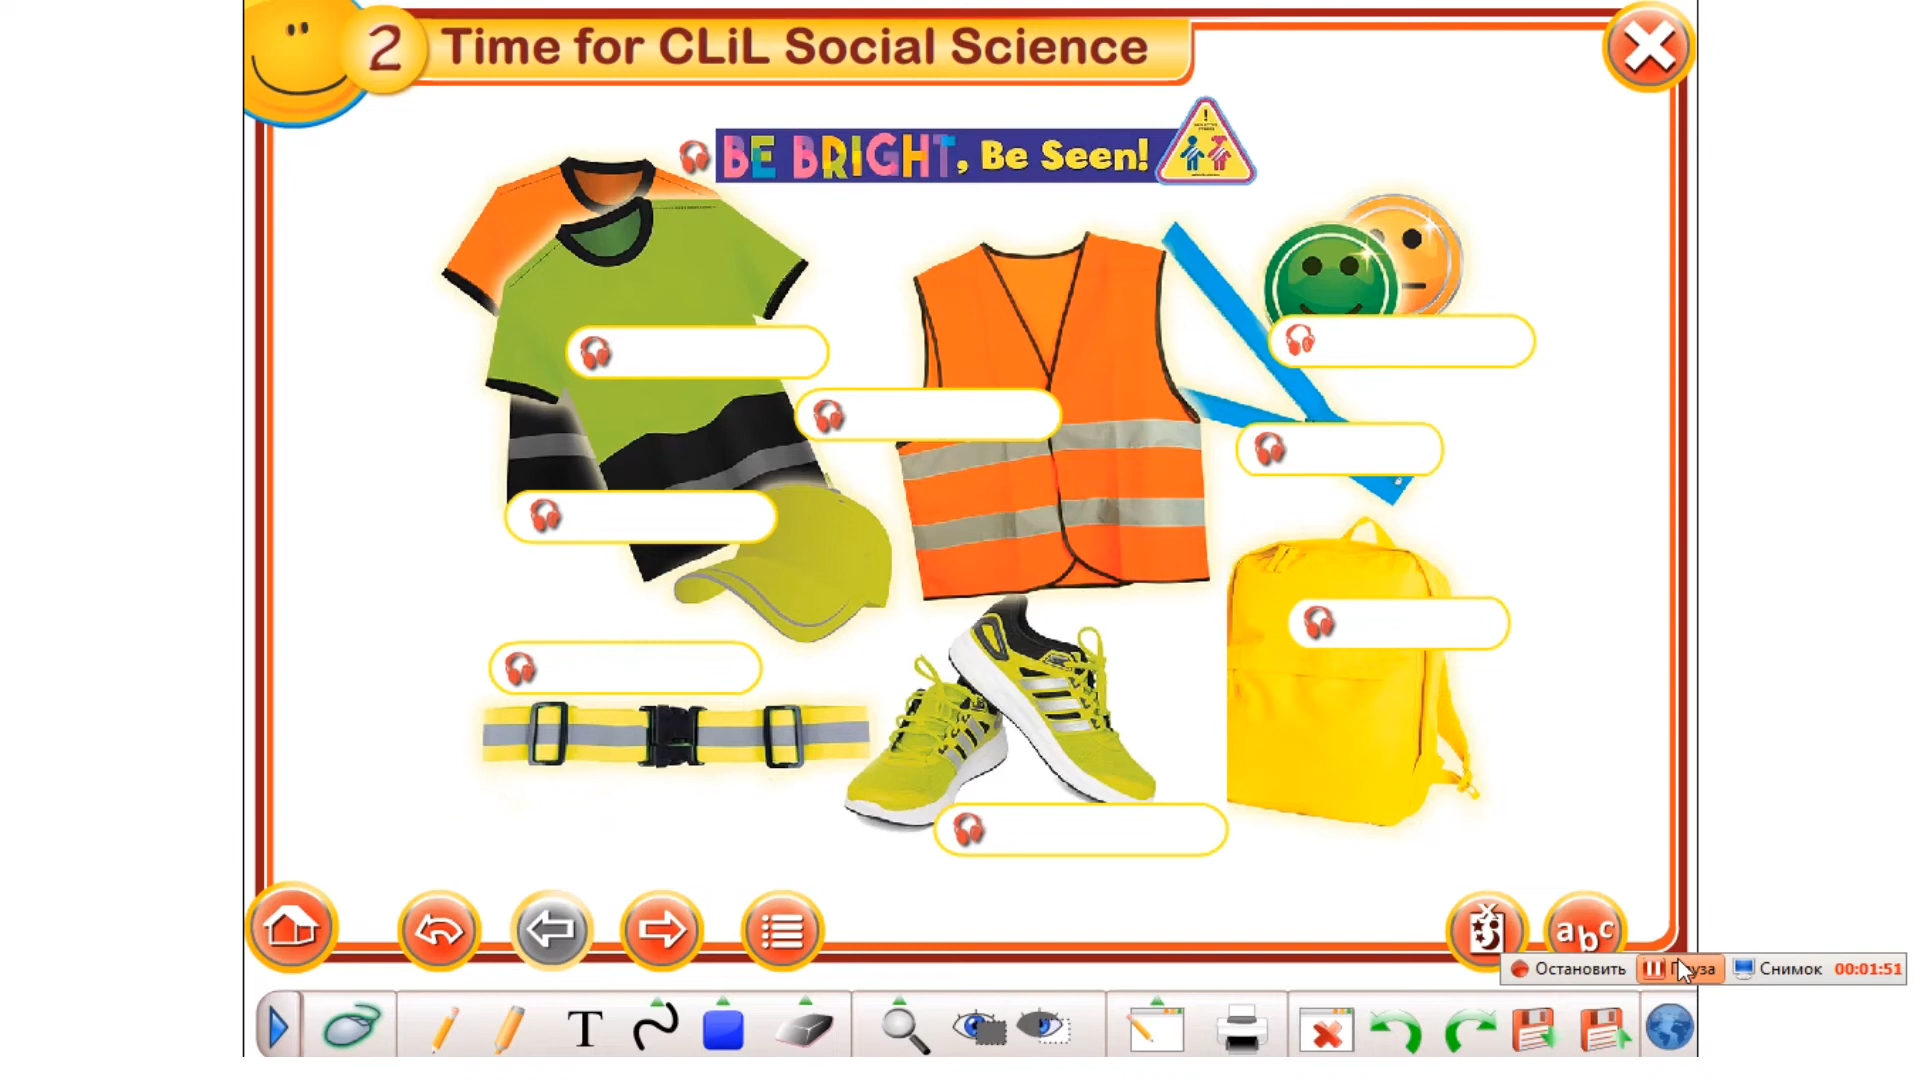 2 Time for CLiL Social Science
BE BRIGHT, Be Seen!
abc
Остановить Пауза Снимок 00:01:51
T